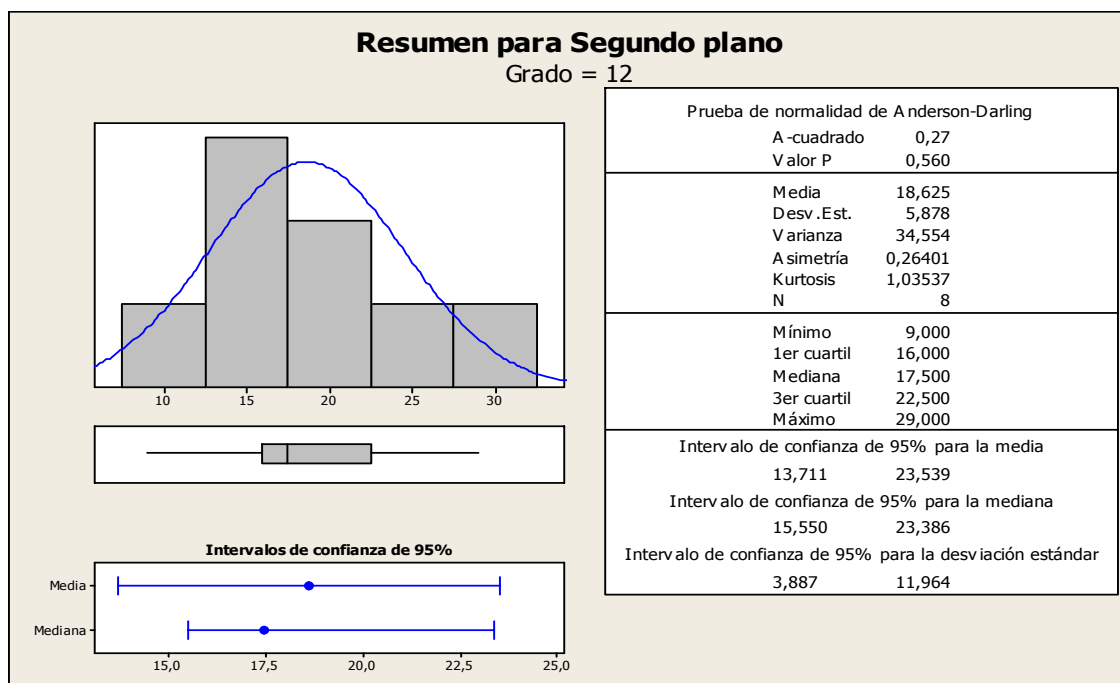 Resumen para Segundo plano
Grado = 12
10 15 20 25 30
Intervalos de confianza de 95%
Media
Mediana
15,0 17,5 20,0 22,5 25,0
Prueba de normalidad de Anderson-Darling
A-cuadrado 0,27
Valor P 0,560
Media 18,625
Desv.Est. 5,878
Varianza 34,554
Asimetría 0,26401
Kurtosis 1,03537
N 8
Mínimo 9,000
1er cuartil 16,000
Mediana 17,500
3er cuartil 22,500
Máximo 29,000
Intervalo de confianza de 95% para la media
13,711 23,539
Intervalo de confianza de 95% para la mediana
15,550 23,386
Intervalo de confianza de 95% para la desviación estándar
3,887 11,964